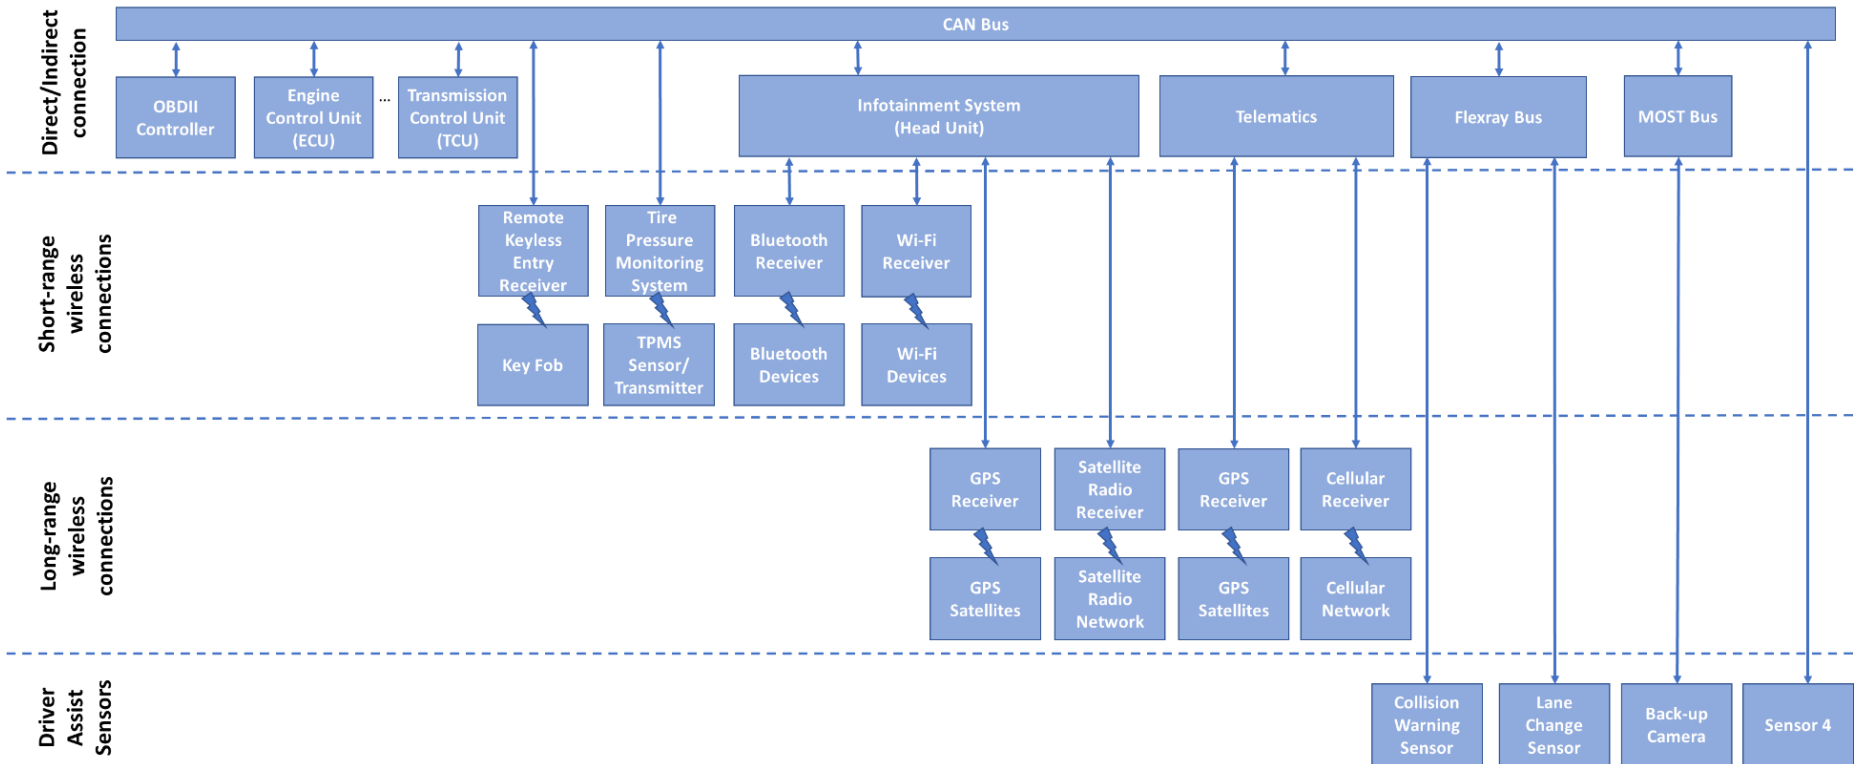 CAN Bus
Direct/Indirect
connection
OBDII
Controller
Engine
Control Unit
(ECU)
...
Transmission
Control Unit
(TCU)
Infotainment System
(Head Unit)
Telematics
Flexray Bus
MOST Bus
Short-range
wireless
connections
Remote
Keyless
Entry
Receiver
Tire
Pressure
Monitoring
System
Bluetooth
Receiver
Wi-Fi
Receiver
Key Fob
TPMS
Sensor/
Transmitter
Bluetooth
Devices
Wi-Fi
Devices
Long-range
wireless
connections
GPS
Receiver
Satellite
Radio
Receiver
GPS
Receiver
Cellular
Receiver
GPS
Satellites
Satellite
Radio
Network
GPS
Satellites
Cellular
Network
Driver
Assist
Sensors
Collision
Warning
Sensor
Lane
Change
Sensor
Back-up
Camera
Sensor 4